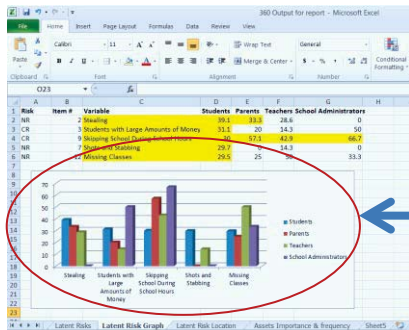 360 Output for report - Microsoft Excel
File Home Insert Page Layout Formulas Data Review View
Calibri 11 A A Wrap Text General
Paste B I U A Merge & Center $ % , Conditional Formatting
Clipboard Font Alignment Number
O23 fx
A B C D E F G H
1 Risk Item # Variable Students Parents Teachers School Administrators
2 NR 2 Stealing 39.1 33.3 28.6 0
3 CR 3 Students with Large Amounts of Money 31.1 20 14.3 50
4 CR 9 Skipping School During School Hours 30 57.1 42.9 66.7
5 NR 7 Shots and Stabbing 29.7 0 14.3 0
6 NR 12 Missing Classes 29.5 25 50 33.3
70
60
50
40
30
20
10
0
Stealing
Students with Large Amounts of Money
Skipping School During School Hours
Shots and Stabbing
Missing Classes
Students
Parents
Teachers
School Administrators
Latent Risks Latent Risk Graph Latent Risk Location Assets Importance & frequency Sheet5